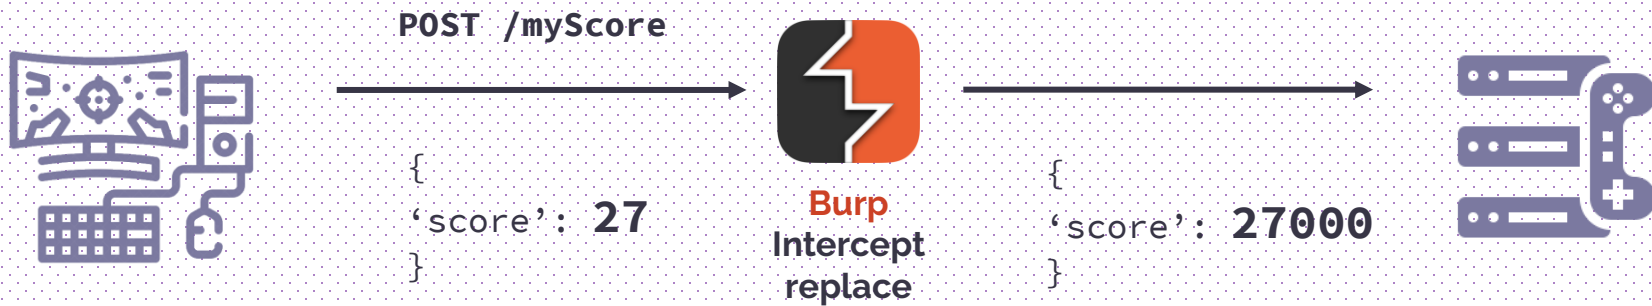 POST /myScore
{
‘score’: 27
}
Burp
Intercept
replace
{
‘score’: 27000
}